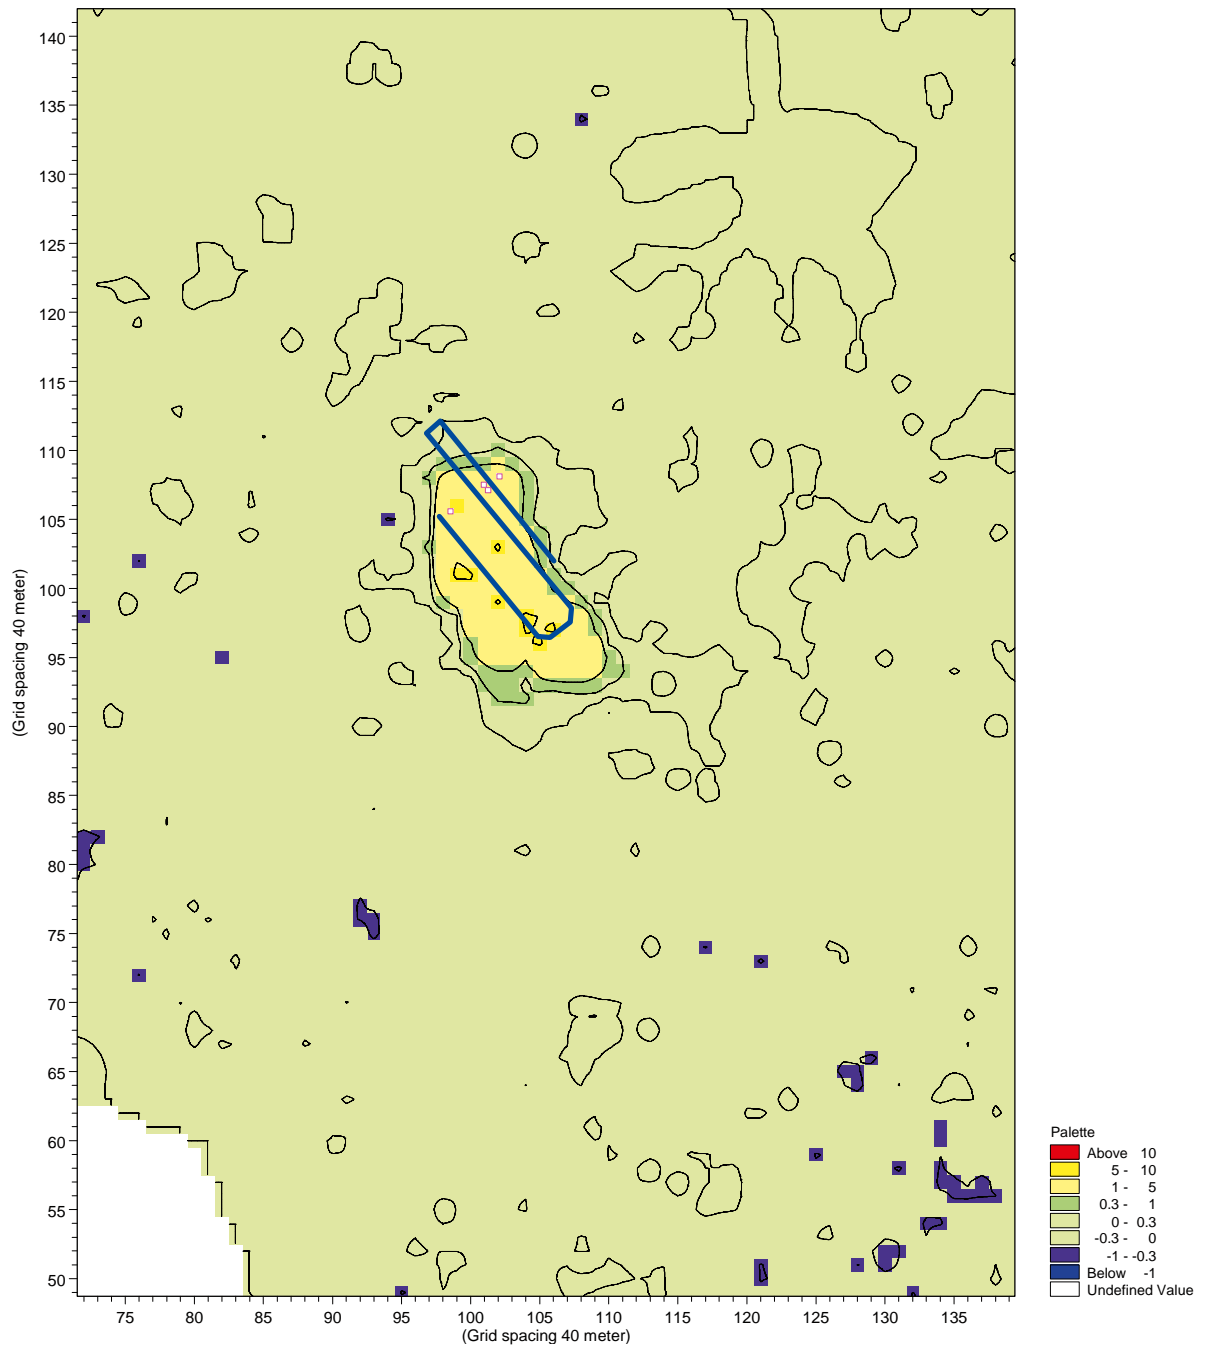 140
135
130
125
120
115
110
105
100
95
90
85
80
75
70
65
60
55
50
(Grid spacing 40 meter)
75 80 85 90 95 100 105 110 115 120 125 130 135
(Grid spacing 40 meter)
Palette
Above 10
5 - 10
1 - 5
0.3 - 1
0 - 0.3
-0.3 - 0
-1 - -0.3
Below -1
Undefined Value